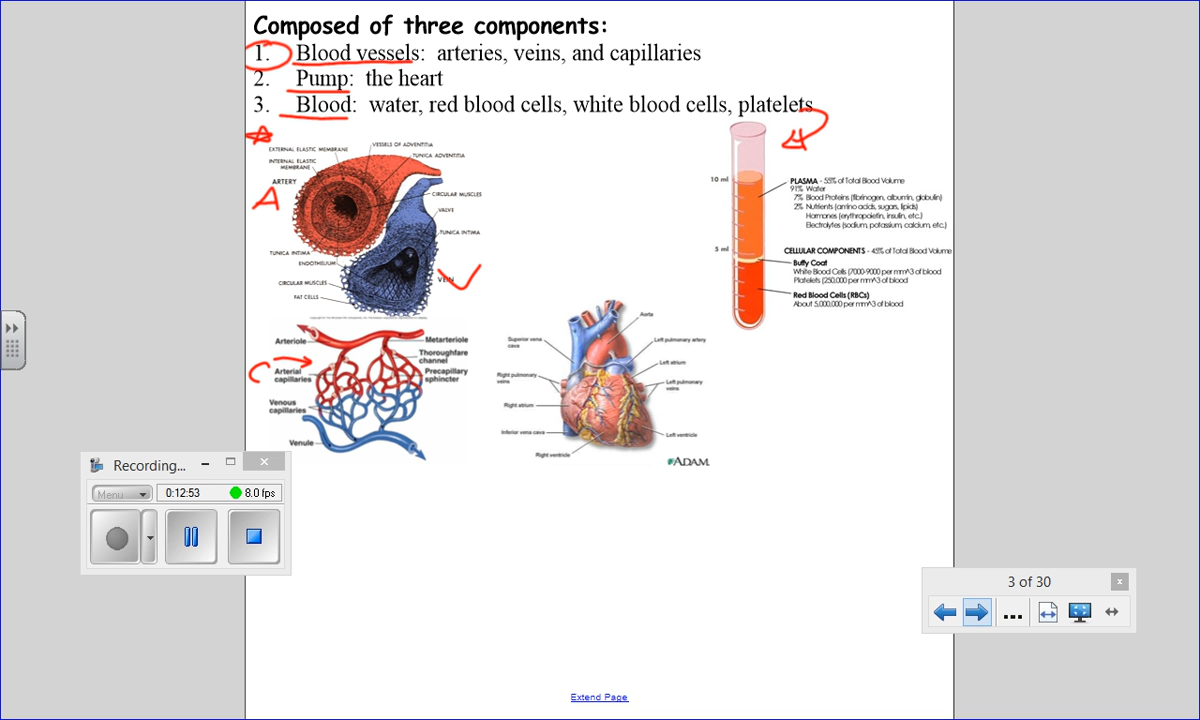 Composed of three components:
1. Blood vessels: arteries, veins, and capillaries
2. Pump: the heart
3. Blood: water, red blood cells, white blood cells, platelets
EXTERNAL ELASTIC MEMBRANE
VESSELS OF ADVENTITIA
INTERNAL ELASTIC
MEMBRANE
TUNICA ADVENTITIA
ARTERY
A
CIRCULAR MUSCLES
VALVE
TUNICA INTIMA
TUNICA INTIMA
ENDOTHELIUM
CIRCULAR MUSCLES
VEIN
V
FAT CELLS
10 ml
PLASMA - 55% of Total Blood Volume
91% Water
7% Blood Proteins (fibrinogen, albumin, globulin)
2% Nutrients (amino acids, sugars, lipids)
Hormones (erythropoietin, insulin, etc.)
Electrolytes (sodium, potassium, calcium, etc.)
5 ml
CELLULAR COMPONENTS - 45% of Total Blood Volume
Buffy Coat
White Blood Cells (7000-9000 per mm^3 of blood
Platelets (250,000 per mm^3 of blood
Red Blood Cells (RBCs)
About 5,000,000 per mm^3 of blood
Arteriole
Metarteriole
Thoroughfare
channel
C
Arterial
capillaries
Precapillary
sphincter
Venous
capillaries
Venule
Aorta
Superior vena
cava
Left pulmonary artery
Left atrium
Right pulmonary
veins
Left pulmonary
veins
Right atrium
Inferior vena cava
Left ventricle
Right ventricle
ADAM.
Recording...
Menu
0:12:53
8.0 fps
3 of 30
Extend Page